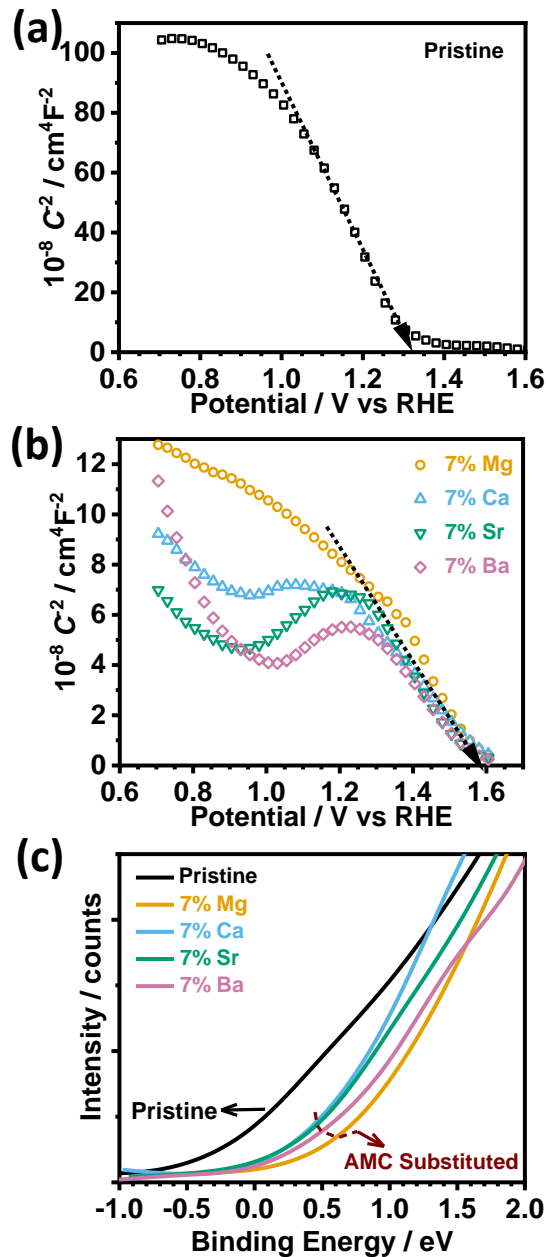 (a)
Pristine
10⁻⁸ C⁻² / cm⁴F⁻²
100
80
60
40
20
0
0.6 0.8 1.0 1.2 1.4 1.6
Potential / V vs RHE
(b)
7% Mg
7% Ca
7% Sr
7% Ba
10⁻⁸ C⁻² / cm⁴F⁻²
12
10
8
6
4
2
0
0.6 0.8 1.0 1.2 1.4 1.6
Potential / V vs RHE
(c)
Pristine
7% Mg
7% Ca
7% Sr
7% Ba
Intensity / counts
Pristine
AMC Substituted
-1.0 -0.5 0.0 0.5 1.0 1.5 2.0
Binding Energy / eV